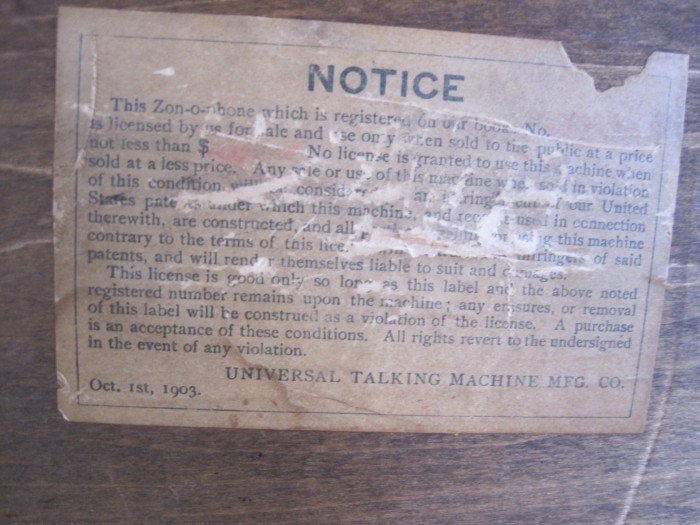 NOTICE
This Zon-o-phone which is registered on our books No.
is licensed by us for sale and use only when sold to the public at a price
not less than $ No license is granted to use this machine when
sold at a less price. Any sale or use of this machine when sold in violation
of this condition will be considered an infringement of our United
States patents under which this machine, and records used in connection
therewith, are constructed, and all using this machine
contrary to the terms of this license infringers of said
patents, and will render themselves liable to suit and damages.
This license is good only so long as this label and the above noted
registered number remains upon the machine; any erasures, or removal
of this label will be construed as a violation of the license. A purchase
is an acceptance of these conditions. All rights revert to the undersigned
in the event of any violation.
UNIVERSAL TALKING MACHINE MFG. CO.
Oct. 1st, 1903.